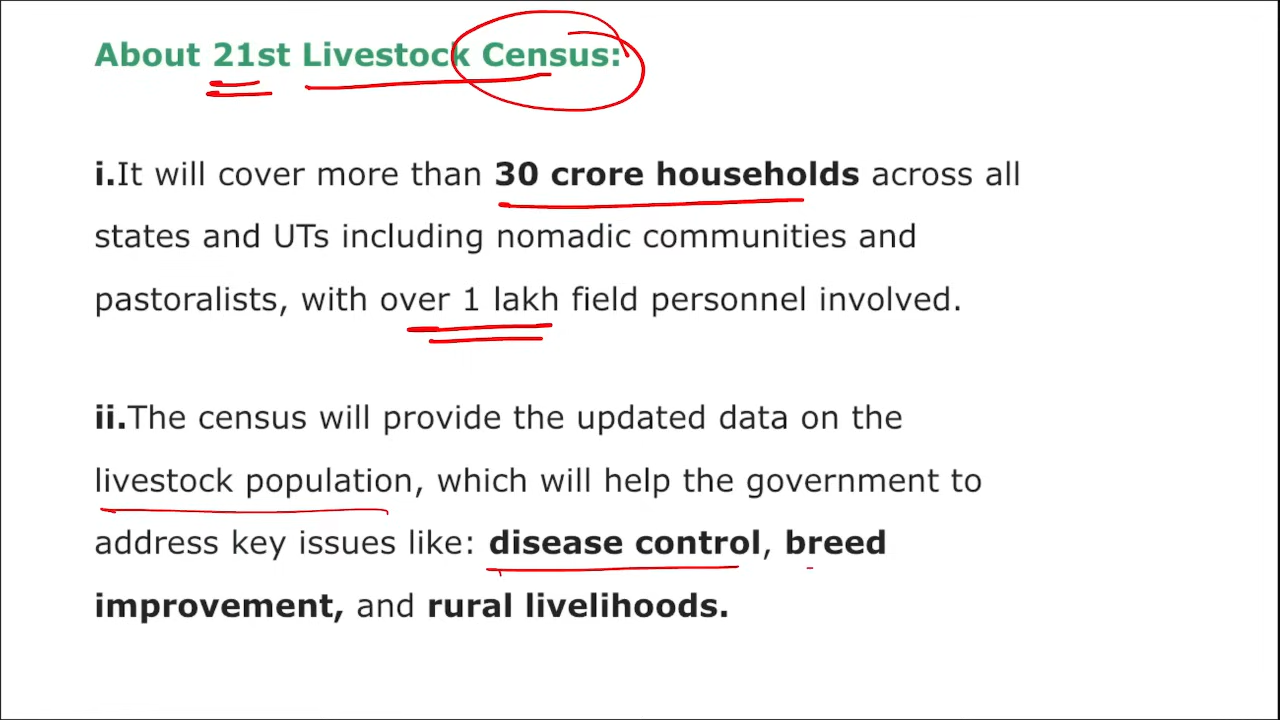 About 21st Livestock Census:
i.It will cover more than 30 crore households across all
states and UTs including nomadic communities and
pastoralists, with over 1 lakh field personnel involved.
ii.The census will provide the updated data on the
livestock population, which will help the government to
address key issues like: disease control, breed
improvement, and rural livelihoods.